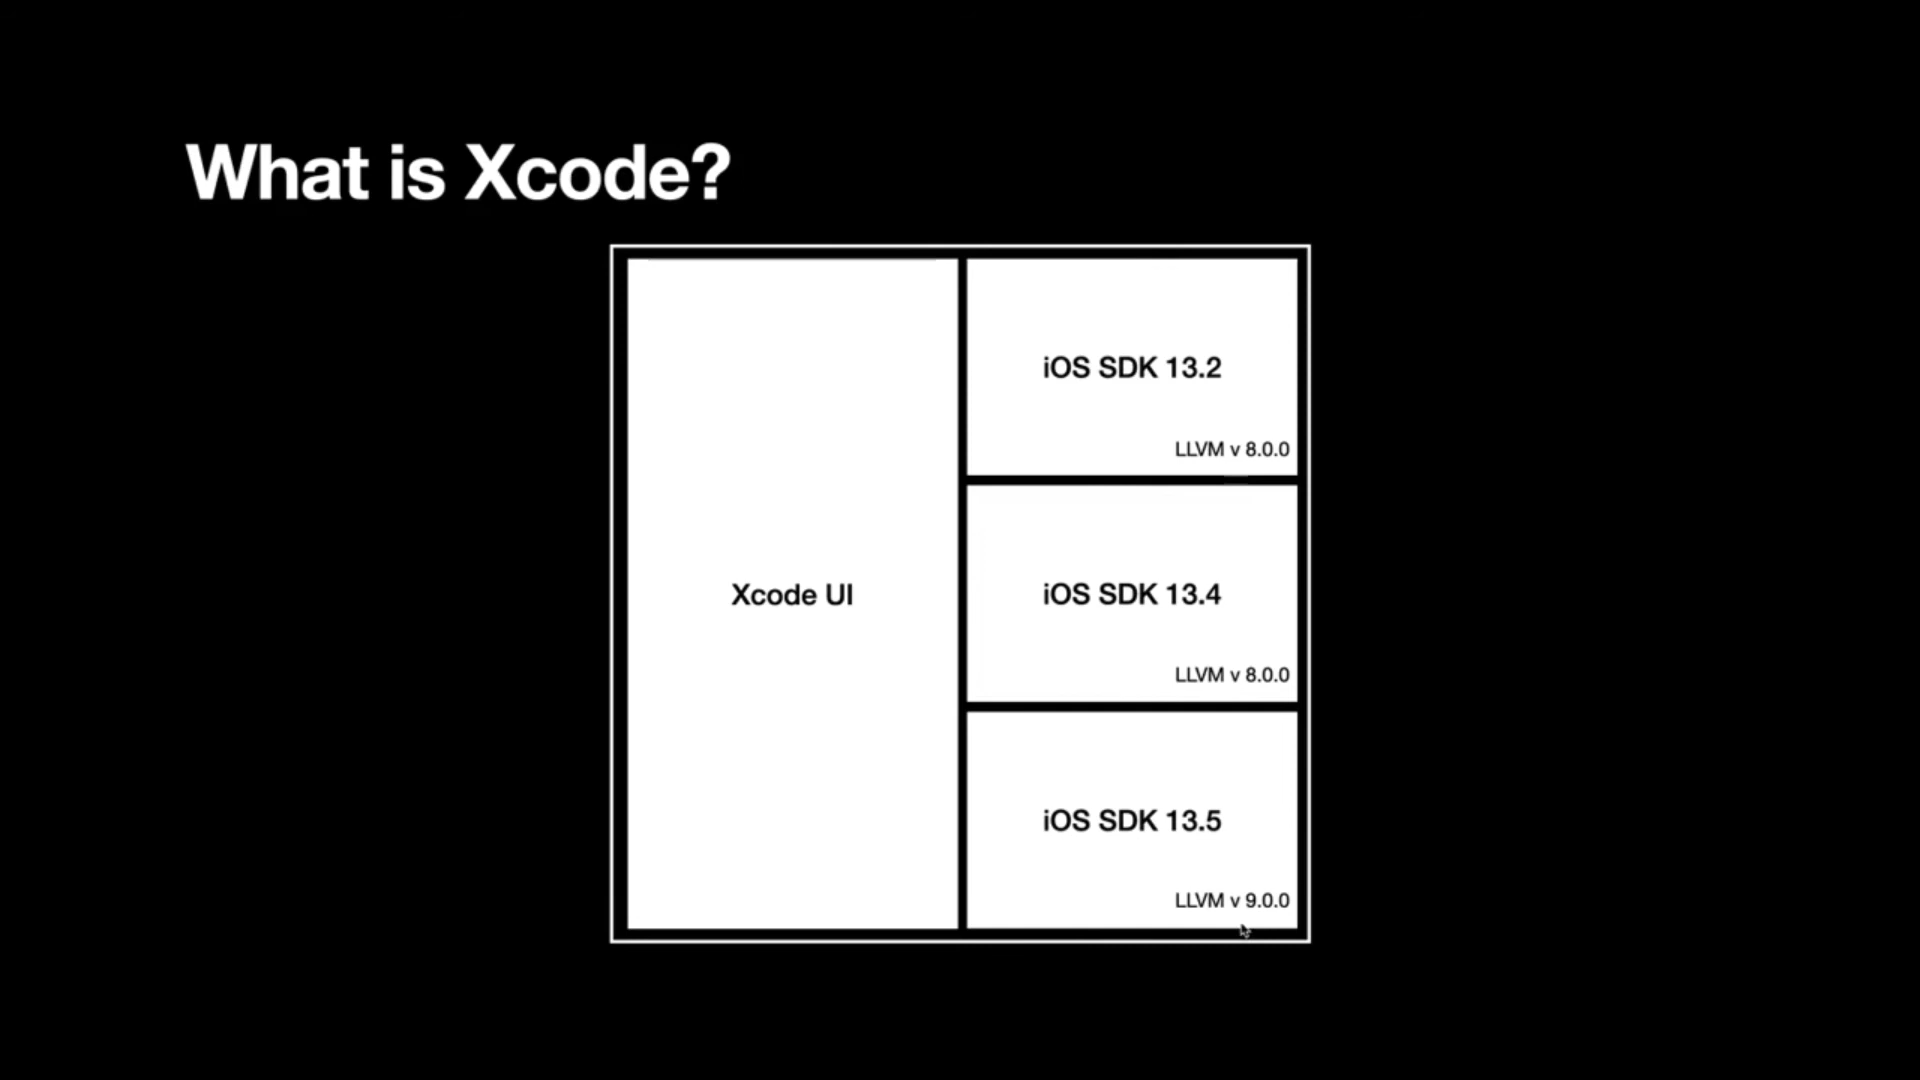 What is Xcode?
Xcode UI
iOS SDK 13.2
LLVM v 8.0.0
iOS SDK 13.4
LLVM v 8.0.0
iOS SDK 13.5
LLVM v 9.0.0